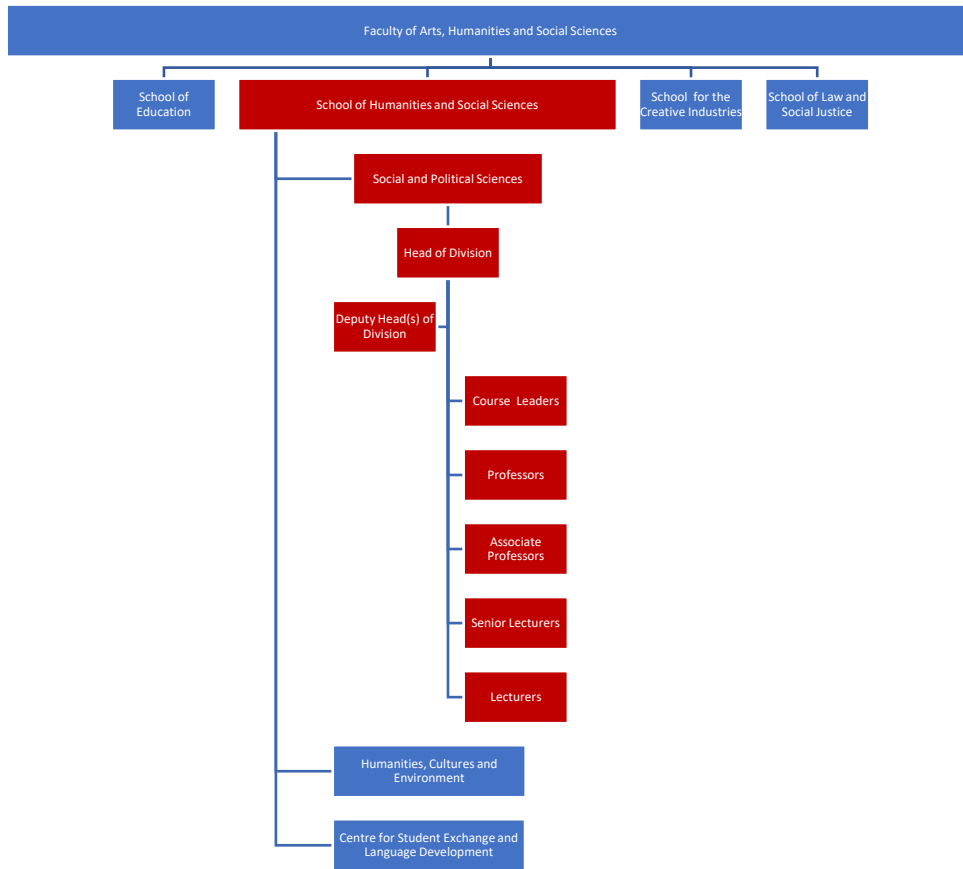 Faculty of Arts, Humanities and Social Sciences
School of
Education
School of Humanities and Social Sciences
School for the
Creative Industries
School of Law and
Social Justice
Social and Political Sciences
Head of Division
Deputy Head(s) of
Division
Course Leaders
Professors
Associate
Professors
Senior Lecturers
Lecturers
Humanities, Cultures and
Environment
Centre for Student Exchange and
Language Development